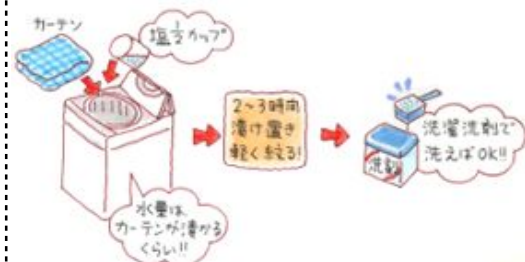 カーテン
塩½カップ
2~3時間
漬け置き
軽く絞る!
水量は
カーテンが漬かる
くらい!!
洗剤
洗濯洗剤で
洗えばOK!!